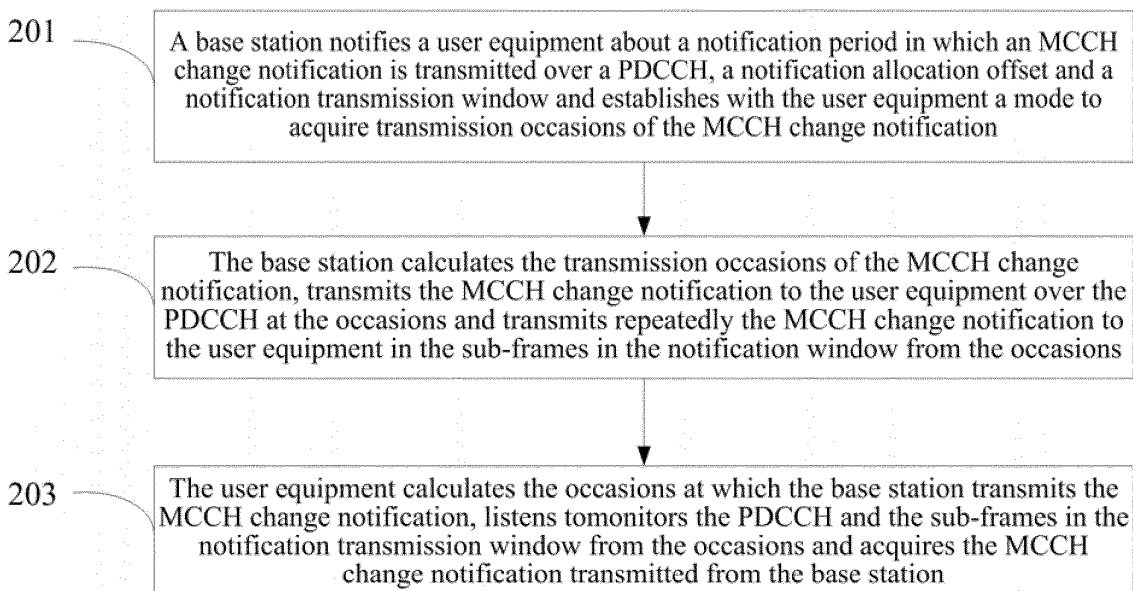 201
A base station notifies a user equipment about a notification period in which an MCCH
change notification is transmitted over a PDCCH, a notification allocation offset and a
notification transmission window and establishes with the user equipment a mode to
acquire transmission occasions of the MCCH change notification
202
The base station calculates the transmission occasions of the MCCH change
notification, transmits the MCCH change notification to the user equipment over the
PDCCH at the occasions and transmits repeatedly the MCCH change notification to
the user equipment in the sub-frames in the notification window from the occasions
203
The user equipment calculates the occasions at which the base station transmits the
MCCH change notification, listens tomonitors the PDCCH and the sub-frames in the
notification transmission window from the occasions and acquires the MCCH
change notification transmitted from the base station